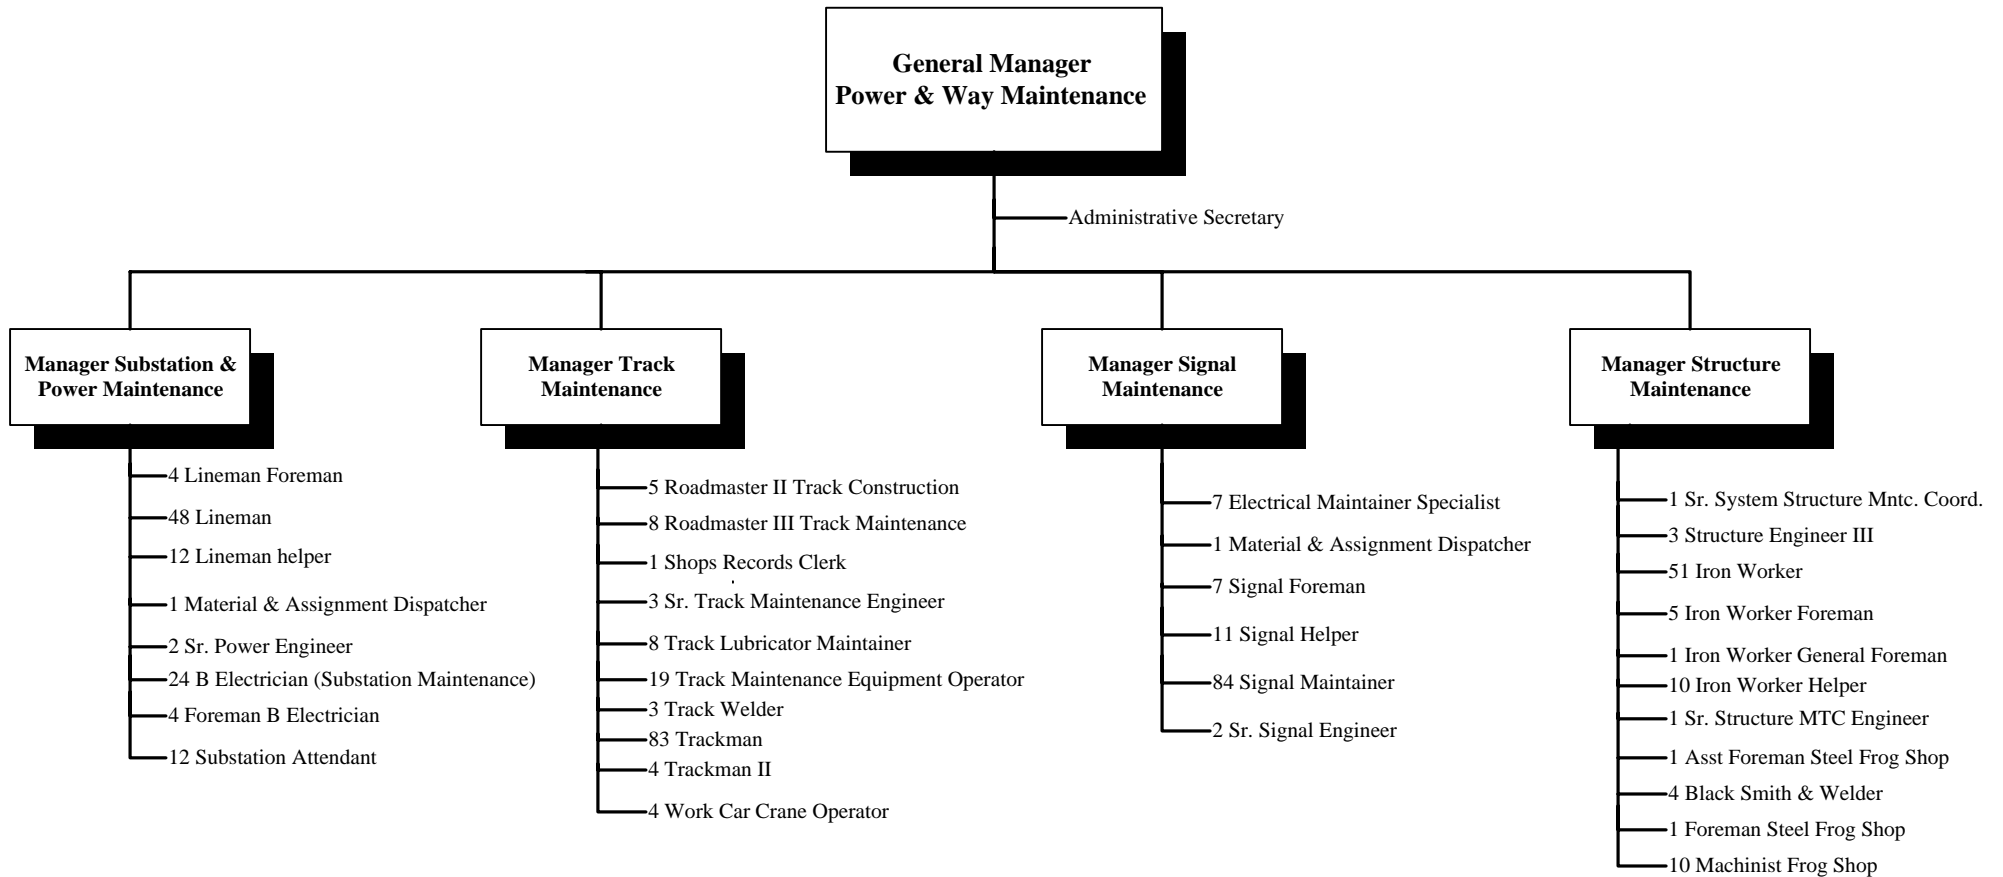 General Manager
Power & Way Maintenance
Administrative Secretary
Manager Substation &
Power Maintenance
4 Lineman Foreman
48 Lineman
12 Lineman helper
1 Material & Assignment Dispatcher
2 Sr. Power Engineer
24 B Electrician (Substation Maintenance)
4 Foreman B Electrician
12 Substation Attendant
Manager Track
Maintenance
5 Roadmaster II Track Construction
8 Roadmaster III Track Maintenance
1 Shops Records Clerk
3 Sr. Track Maintenance Engineer
8 Track Lubricator Maintainer
19 Track Maintenance Equipment Operator
3 Track Welder
83 Trackman
4 Trackman II
4 Work Car Crane Operator
Manager Signal
Maintenance
7 Electrical Maintainer Specialist
1 Material & Assignment Dispatcher
7 Signal Foreman
11 Signal Helper
84 Signal Maintainer
2 Sr. Signal Engineer
Manager Structure
Maintenance
1 Sr. System Structure Mntc. Coord.
3 Structure Engineer III
51 Iron Worker
5 Iron Worker Foreman
1 Iron Worker General Foreman
10 Iron Worker Helper
1 Sr. Structure MTC Engineer
1 Asst Foreman Steel Frog Shop
4 Black Smith & Welder
1 Foreman Steel Frog Shop
10 Machinist Frog Shop